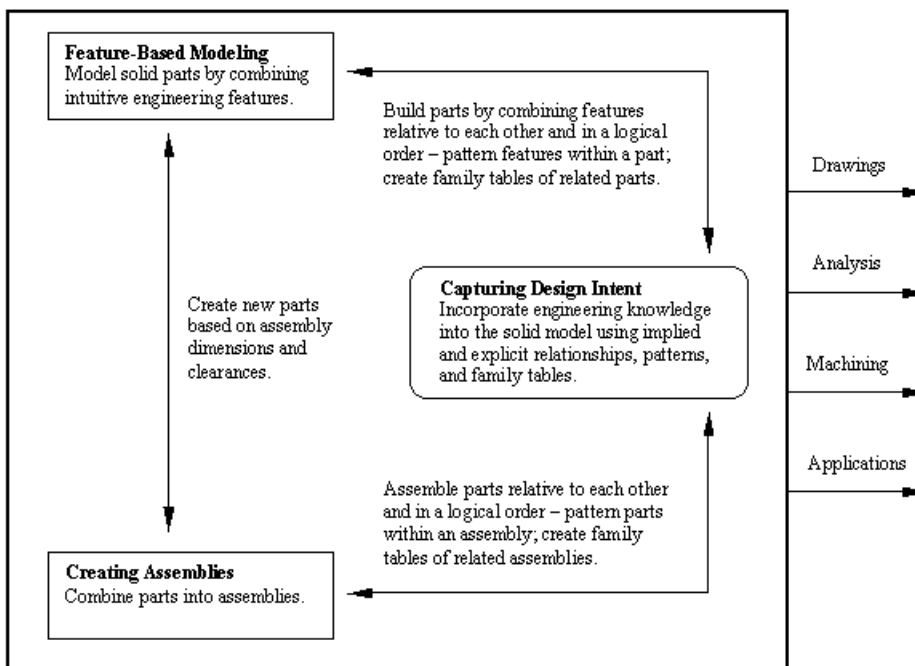 Feature-Based Modeling
Model solid parts by combining
intuitive engineering features.
Build parts by combining features
relative to each other and in a logical
order – pattern features within a part;
create family tables of related parts.
Drawings
Analysis
Capturing Design Intent
Incorporate engineering knowledge
into the solid model using implied
and explicit relationships, patterns,
and family tables.
Create new parts
based on assembly
dimensions and
clearances.
Machining
Applications
Assemble parts relative to each other
and in a logical order – pattern parts
within an assembly; create family
tables of related assemblies.
Creating Assemblies
Combine parts into assemblies.